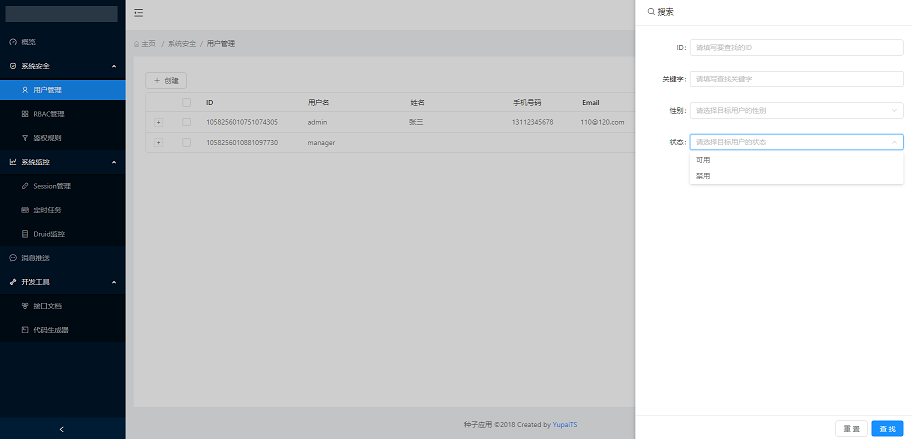 概览
系统安全
用户管理
RBAC管理
鉴权规则
系统监控
Session管理
定时任务
Druid监控
消息推送
开发工具
接口文档
代码生成器
主页 / 系统安全 / 用户管理
+ 创建
ID 用户名 姓名 手机号码 Email
1058256010751074305 admin 张三 13112345678 110@120.com
1058256010881097730 manager
种子应用 ©2018 Created by YupaiTS
搜索
ID: 请填写要查找的ID
关键字: 请填写查找关键字
性别: 请选择目标用户的性别
状态: 请选择目标用户的状态
可用
禁用
重置 查找